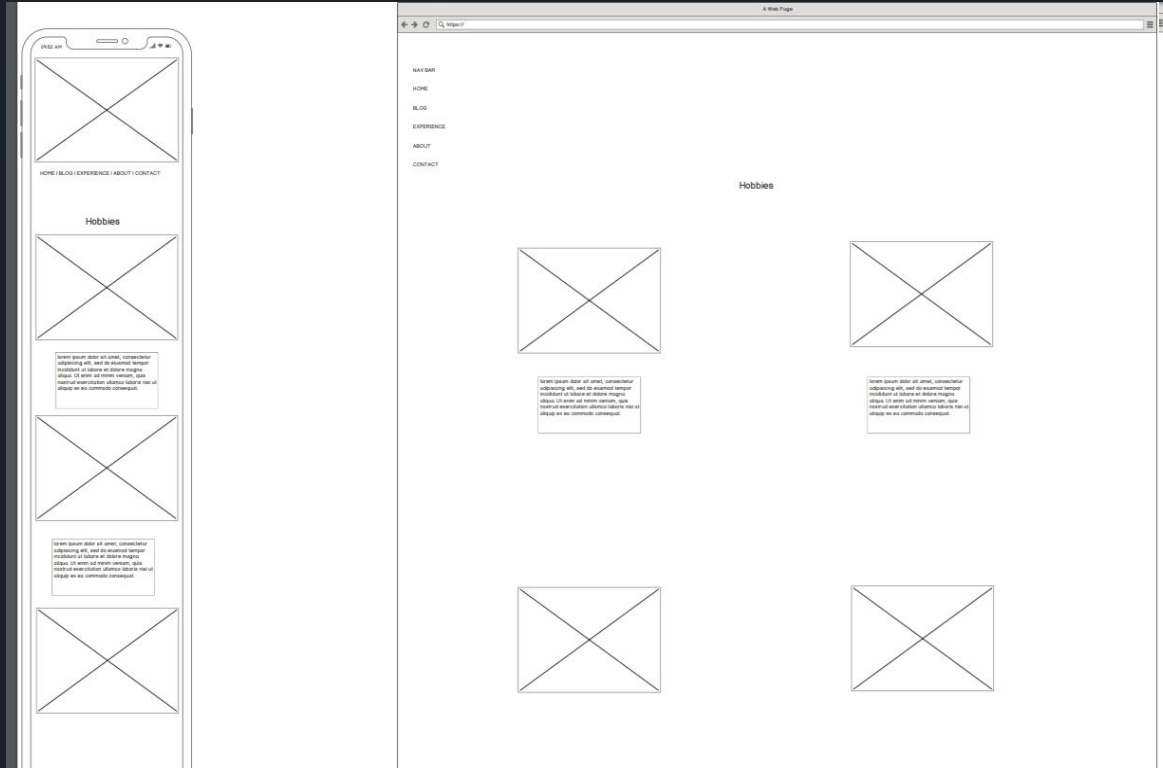 09:52 AM
HOME I BLOG I EXPERIENCE I ABOUT I CONTACT
Hobbies
lorem ipsum dolor sit amet, consectetur
adipisicing elit, sed do eiusmod tempor
incididunt ut labore et dolore magna
aliqua. Ut enim ad minim veniam, quis
nostrud exercitation ullamco laboris nisi ut
aliquip ex ea commodo consequat.
lorem ipsum dolor sit amet, consectetur
adipisicing elit, sed do eiusmod tempor
incididunt ut labore et dolore magna
aliqua. Ut enim ad minim veniam, quis
nostrud exercitation ullamco laboris nisi ut
aliquip ex ea commodo consequat.
A Web Page
https://
NAV BAR
HOME
BLOG
EXPERIENCE
ABOUT
CONTACT
Hobbies
lorem ipsum dolor sit amet, consectetur
adipisicing elit, sed do eiusmod tempor
incididunt ut labore et dolore magna
aliqua. Ut enim ad minim veniam, quis
nostrud exercitation ullamco laboris nisi ut
aliquip ex ea commodo consequat.
lorem ipsum dolor sit amet, consectetur
adipisicing elit, sed do eiusmod tempor
incididunt ut labore et dolore magna
aliqua. Ut enim ad minim veniam, quis
nostrud exercitation ullamco laboris nisi ut
aliquip ex ea commodo consequat.